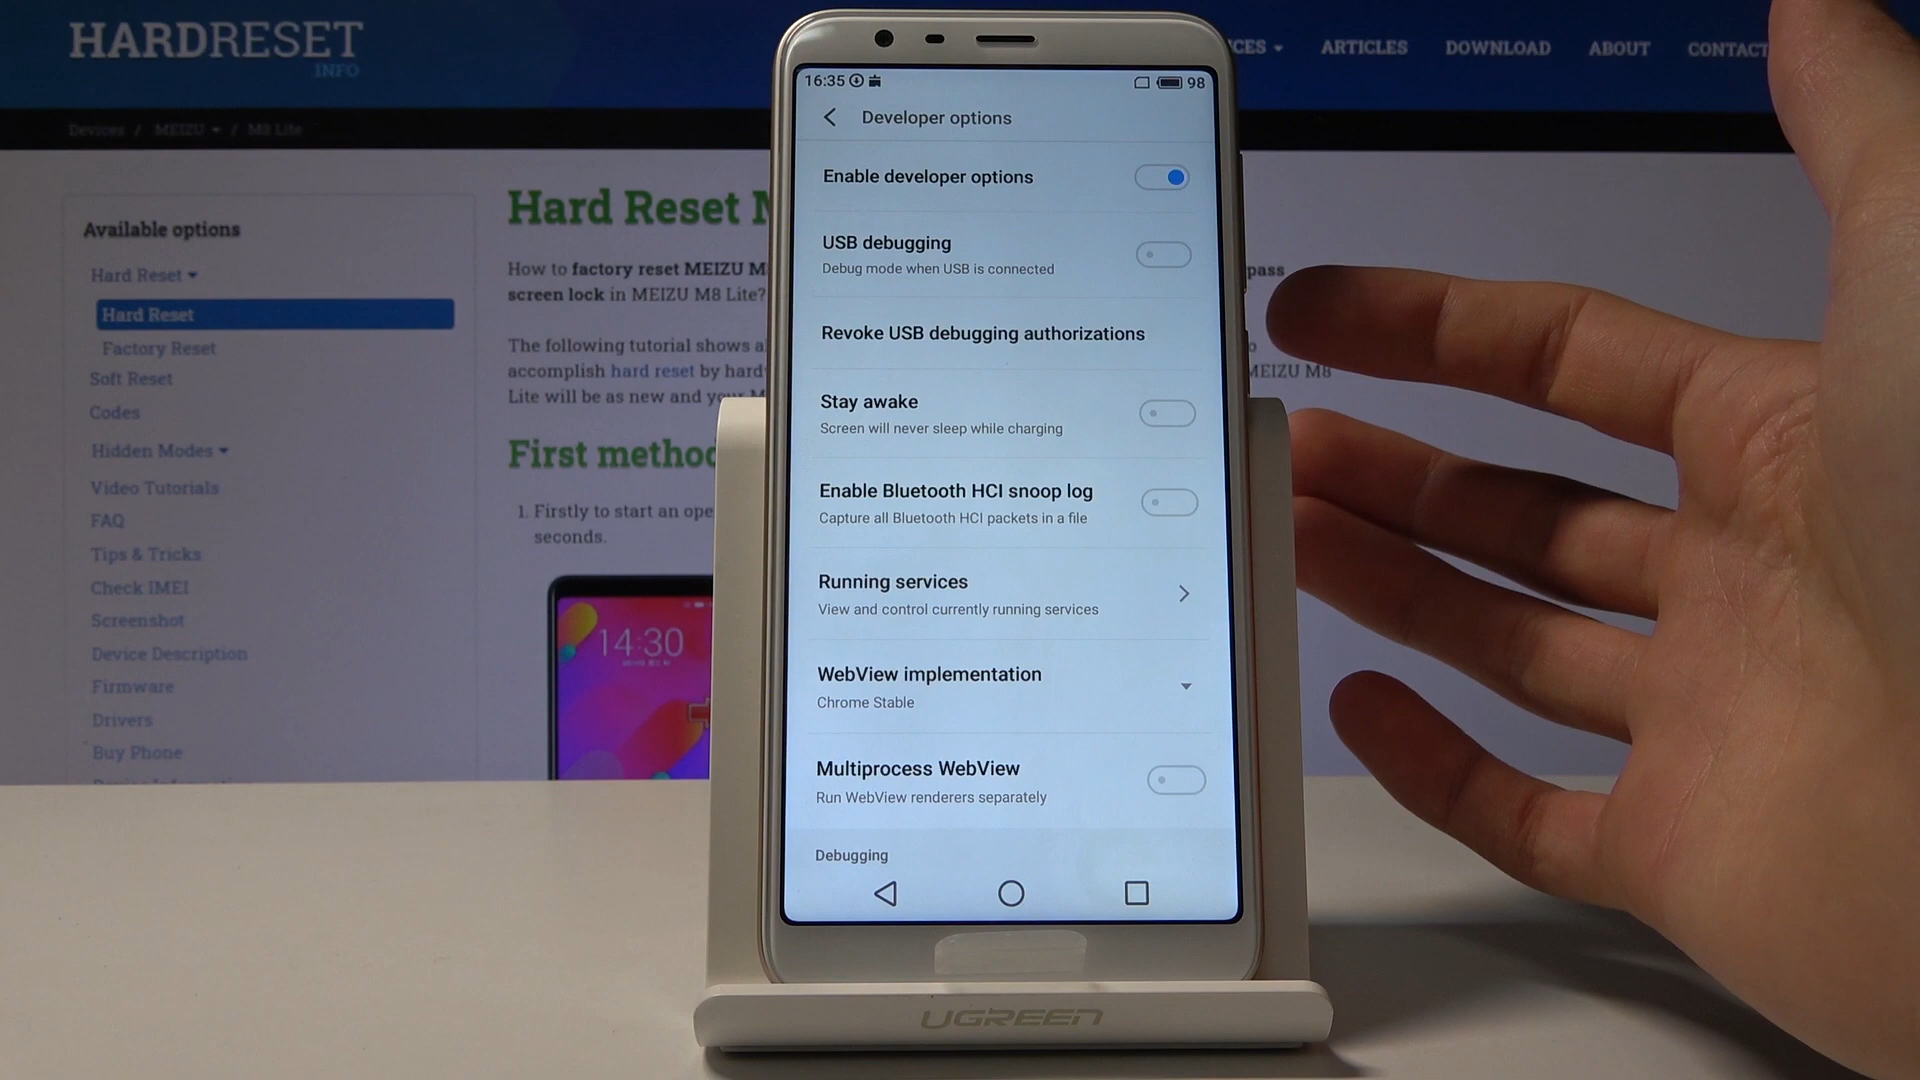 HARDRESET
INFO
CES
ARTICLES
DOWNLOAD
ABOUT
CONTACT
Devices / MEIZU / M8 Lite
Available options
Hard Reset
Hard Reset
Factory Reset
Soft Reset
Codes
Hidden Modes
Video Tutorials
FAQ
Tips & Tricks
Check IMEI
Screenshot
Device Description
Firmware
Drivers
Buy Phone
Hard Reset M
How to factory reset MEIZU M
pass
screen lock in MEIZU M8 Lite?
The following tutorial shows a
accomplish hard reset by hard
MEIZU M8
Lite will be as new and your M
First method
1. Firstly to start an ope
seconds.
14:30
16:35
98
Developer options
Enable developer options
USB debugging
Debug mode when USB is connected
Revoke USB debugging authorizations
Stay awake
Screen will never sleep while charging
Enable Bluetooth HCI snoop log
Capture all Bluetooth HCI packets in a file
Running services
View and control currently running services
WebView implementation
Chrome Stable
Multiprocess WebView
Run WebView renderers separately
Debugging
UGREEN